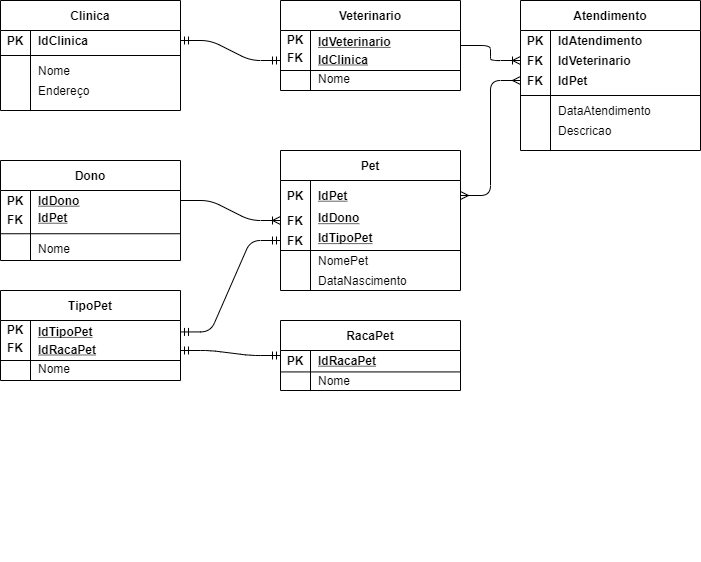 Clinica
PK IdClinica
Nome
Endereço
Veterinario
PK IdVeterinario
FK IdClinica
Nome
Atendimento
PK IdAtendimento
FK IdVeterinario
FK IdPet
DataAtendimento
Descricao
Dono
PK IdDono
FK IdPet
Nome
Pet
PK IdPet
FK IdDono
FK IdTipoPet
NomePet
DataNascimento
TipoPet
PK IdTipoPet
FK IdRacaPet
Nome
RacaPet
PK IdRacaPet
Nome